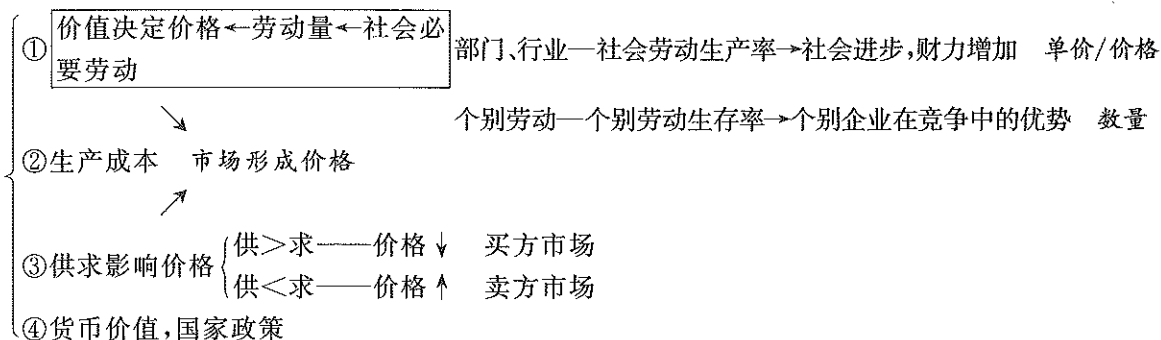 ①价值决定价格←劳动量←社会必
要劳动
部门、行业—社会劳动生产率→社会进步,财力增加 单价/价格
个别劳动—个别劳动生存率→个别企业在竞争中的优势 数量
②生产成本 市场形成价格
③供求影响价格
供>求——价格↓ 买方市场
供<求——价格↑ 卖方市场
④货币价值,国家政策